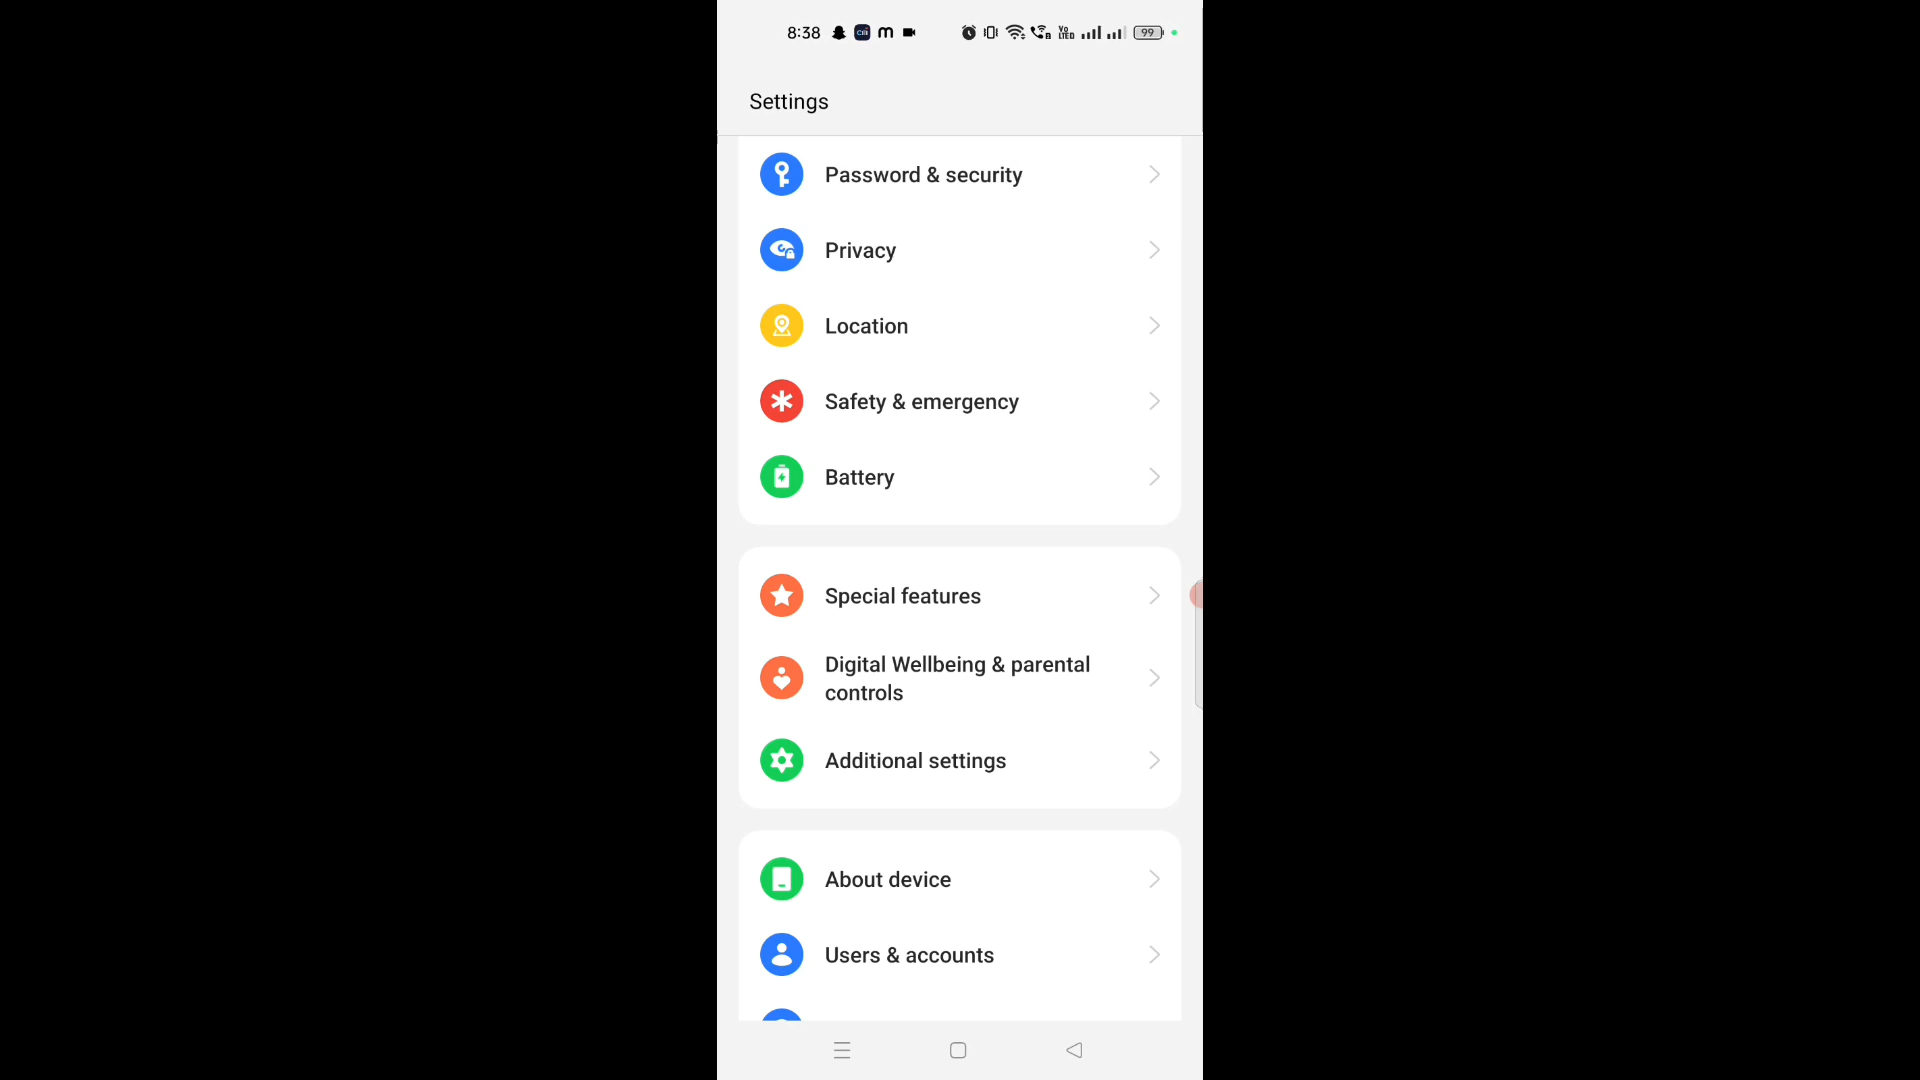 8:38 m 99
Settings
Password & security
Privacy
Location
Safety & emergency
Battery
Special features
Digital Wellbeing & parental
controls
Additional settings
About device
Users & accounts